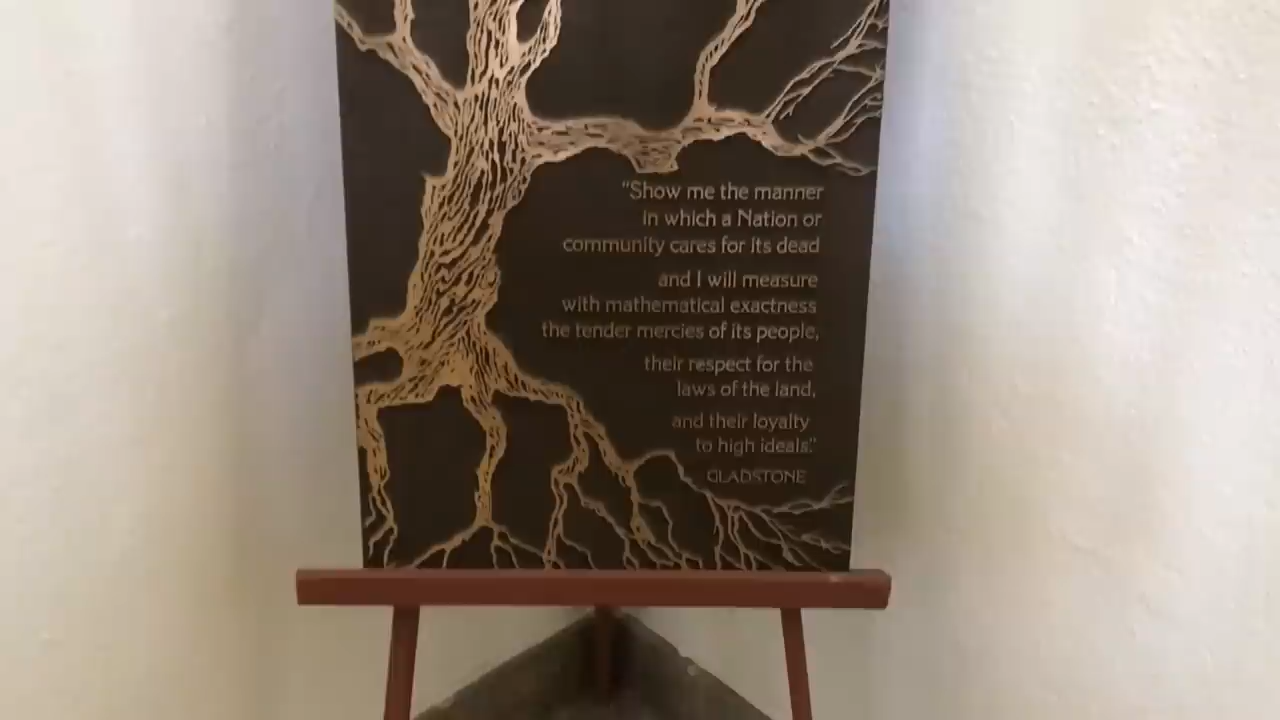 "Show me the manner
in which a Nation or
community cares for its dead
and I will measure
with mathematical exactness
the tender mercies of its people,
their respect for the
laws of the land,
and their loyalty
to high ideals."
GLADSTONE